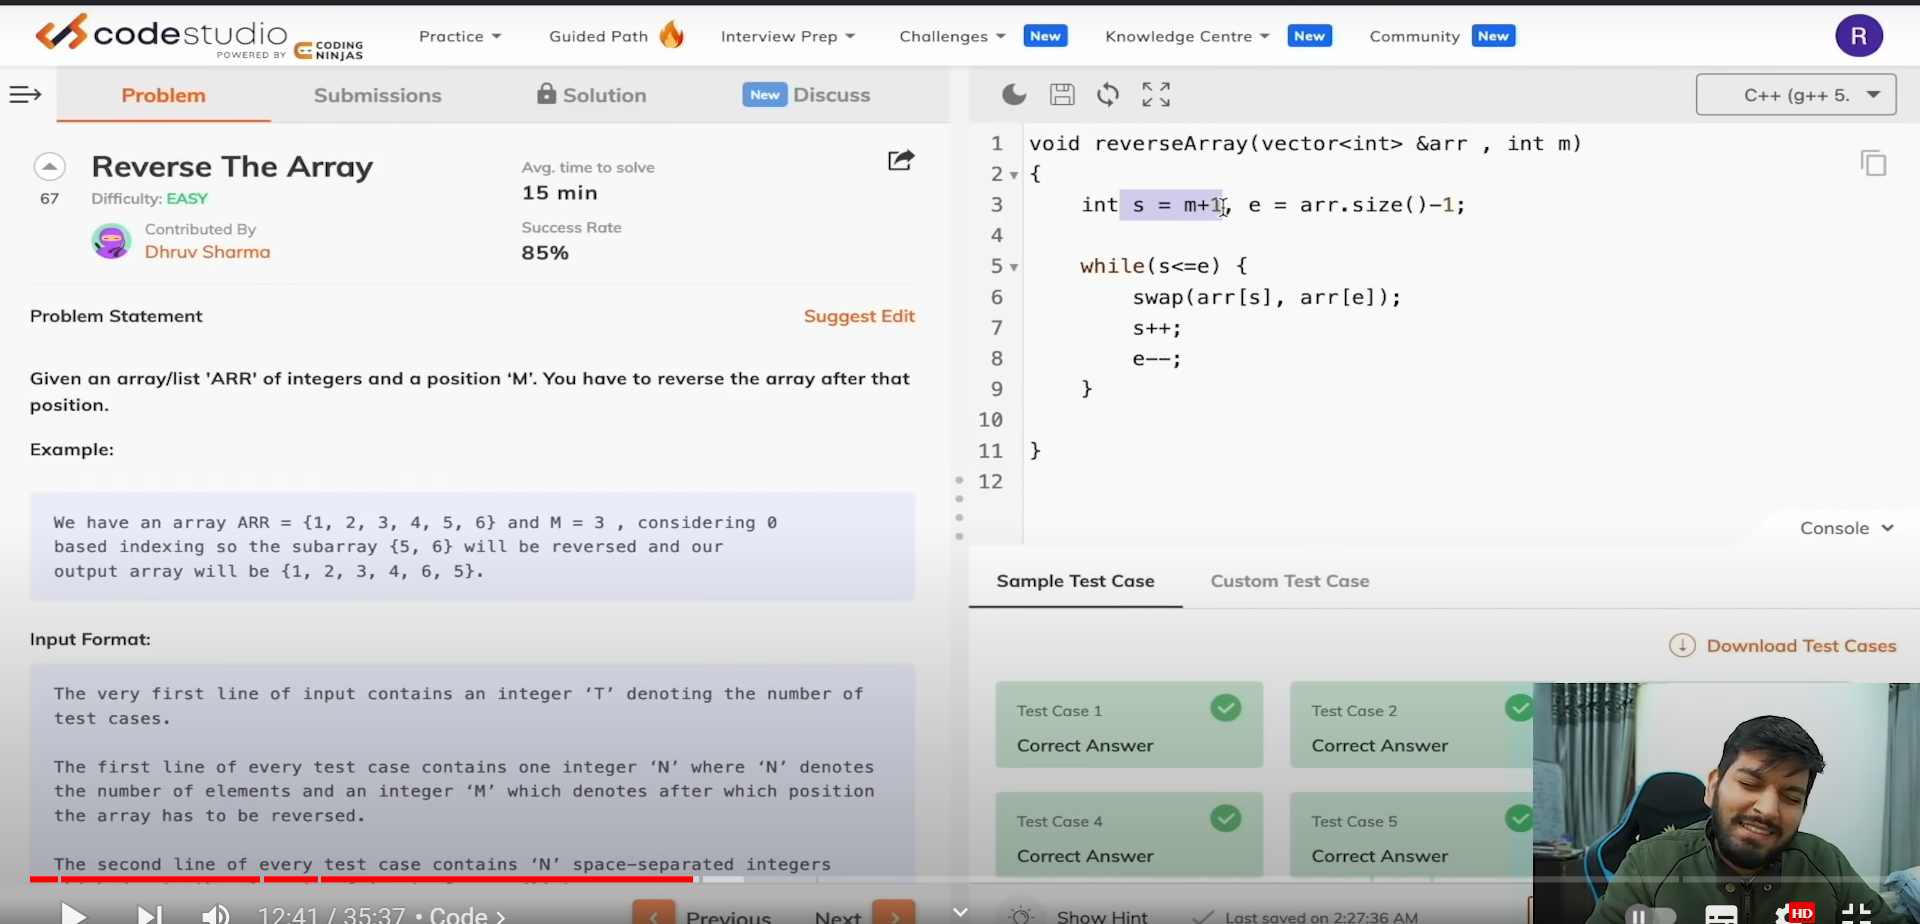 codestudio
POWERED BY CODING NINJAS
Practice
Guided Path
Interview Prep
Challenges
New
Knowledge Centre
New
Community
New
R
Problem
Submissions
Solution
New
Discuss
C++ (g++ 5.
67
Reverse The Array
Difficulty: EASY
Contributed By
Dhruv Sharma
Avg. time to solve
15 min
Success Rate
85%
Problem Statement
Suggest Edit
Given an array/list 'ARR' of integers and a position ‘M’. You have to reverse the array after that
position.
Example:
We have an array ARR = {1, 2, 3, 4, 5, 6} and M = 3 , considering 0
based indexing so the subarray {5, 6} will be reversed and our
output array will be {1, 2, 3, 4, 6, 5}.
Input Format:
The very first line of input contains an integer ‘T’ denoting the number of
test cases.
The first line of every test case contains one integer ‘N’ where ‘N’ denotes
the number of elements and an integer ‘M’ which denotes after which position
the array has to be reversed.
The second line of every test case contains ‘N’ space-separated integers
1 void reverseArray(vector<int> &arr , int m)
2 {
3 int s = m+1, e = arr.size()-1;
4
5 while(s<=e) {
6 swap(arr[s], arr[e]);
7 s++;
8 e--;
9 }
10
11 }
12
Console
Sample Test Case
Custom Test Case
Download Test Cases
Test Case 1
Correct Answer
Test Case 2
Correct Answer
Test Case 4
Correct Answer
Test Case 5
Correct Answer
12:41 / 35:37 • Code >
Previous
Next
Show Hint
Last saved on 2:27:36 AM
HD